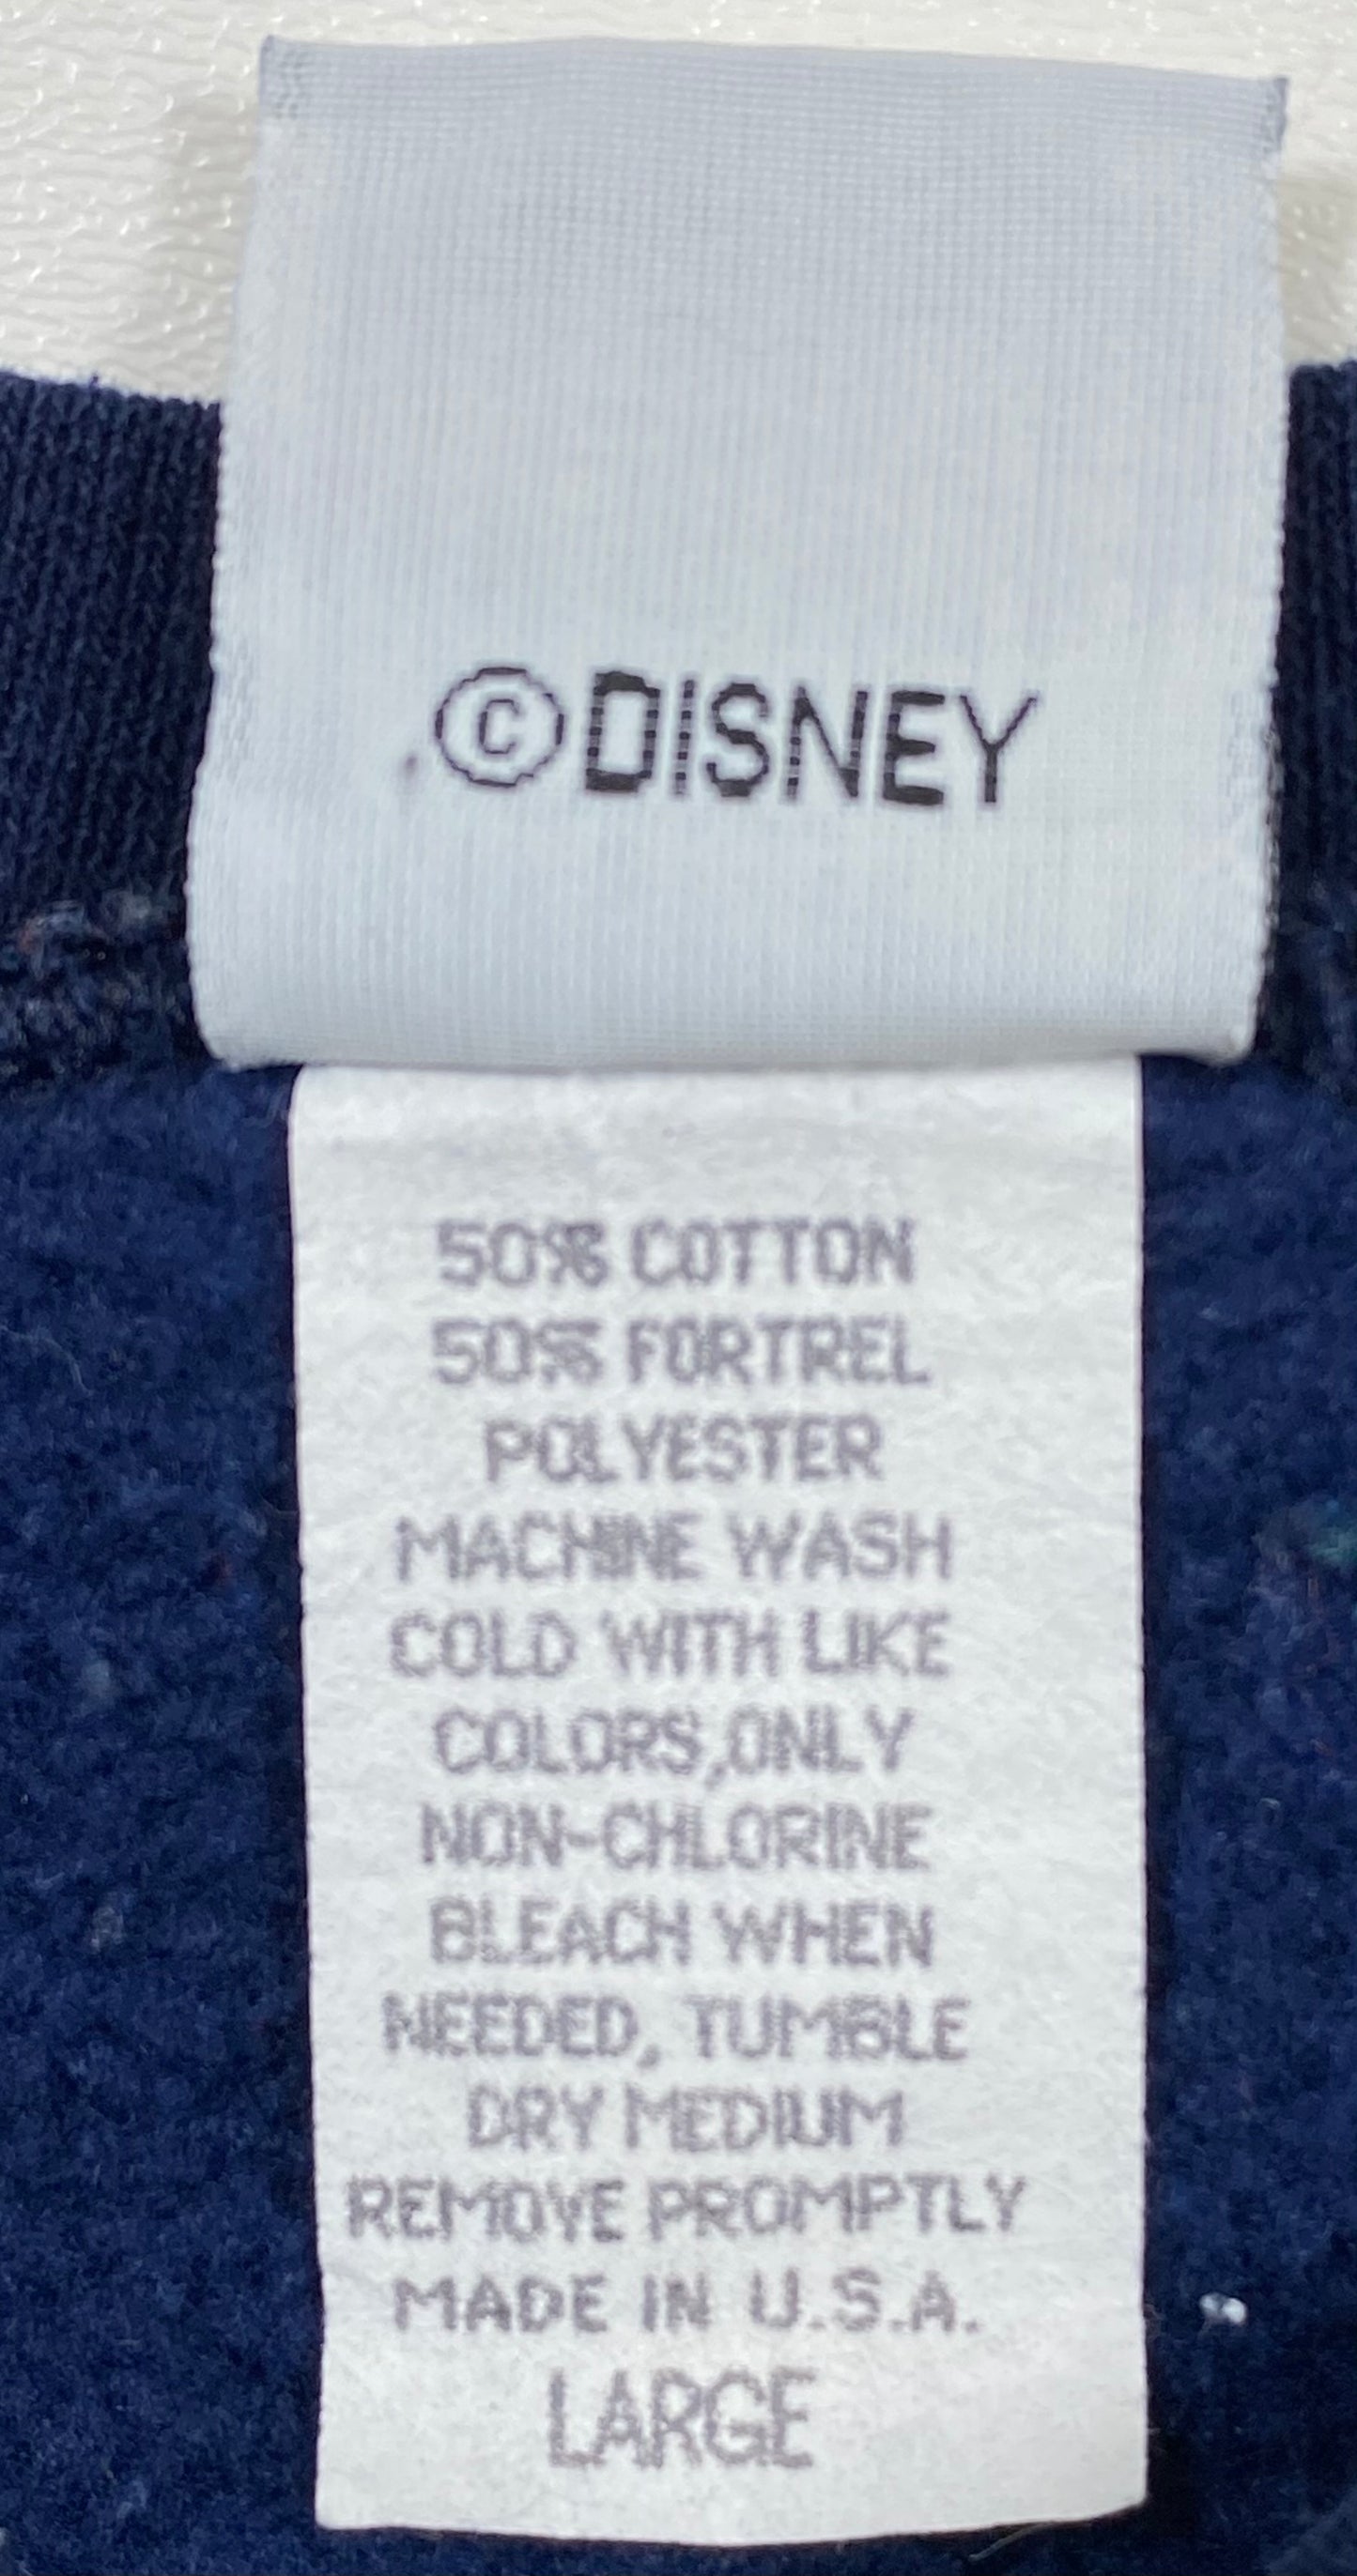 ©DISNEY
50% COTTON
50% FORTREL
POLYESTER
MACHINE WASH
COLD WITH LIKE
COLORS,ONLY
NON-CHLORINE
BLEACH WHEN
NEEDED, TUMBLE
DRY MEDIUM
REMOVE PROMPTLY
MADE IN U.S.A.
LARGE